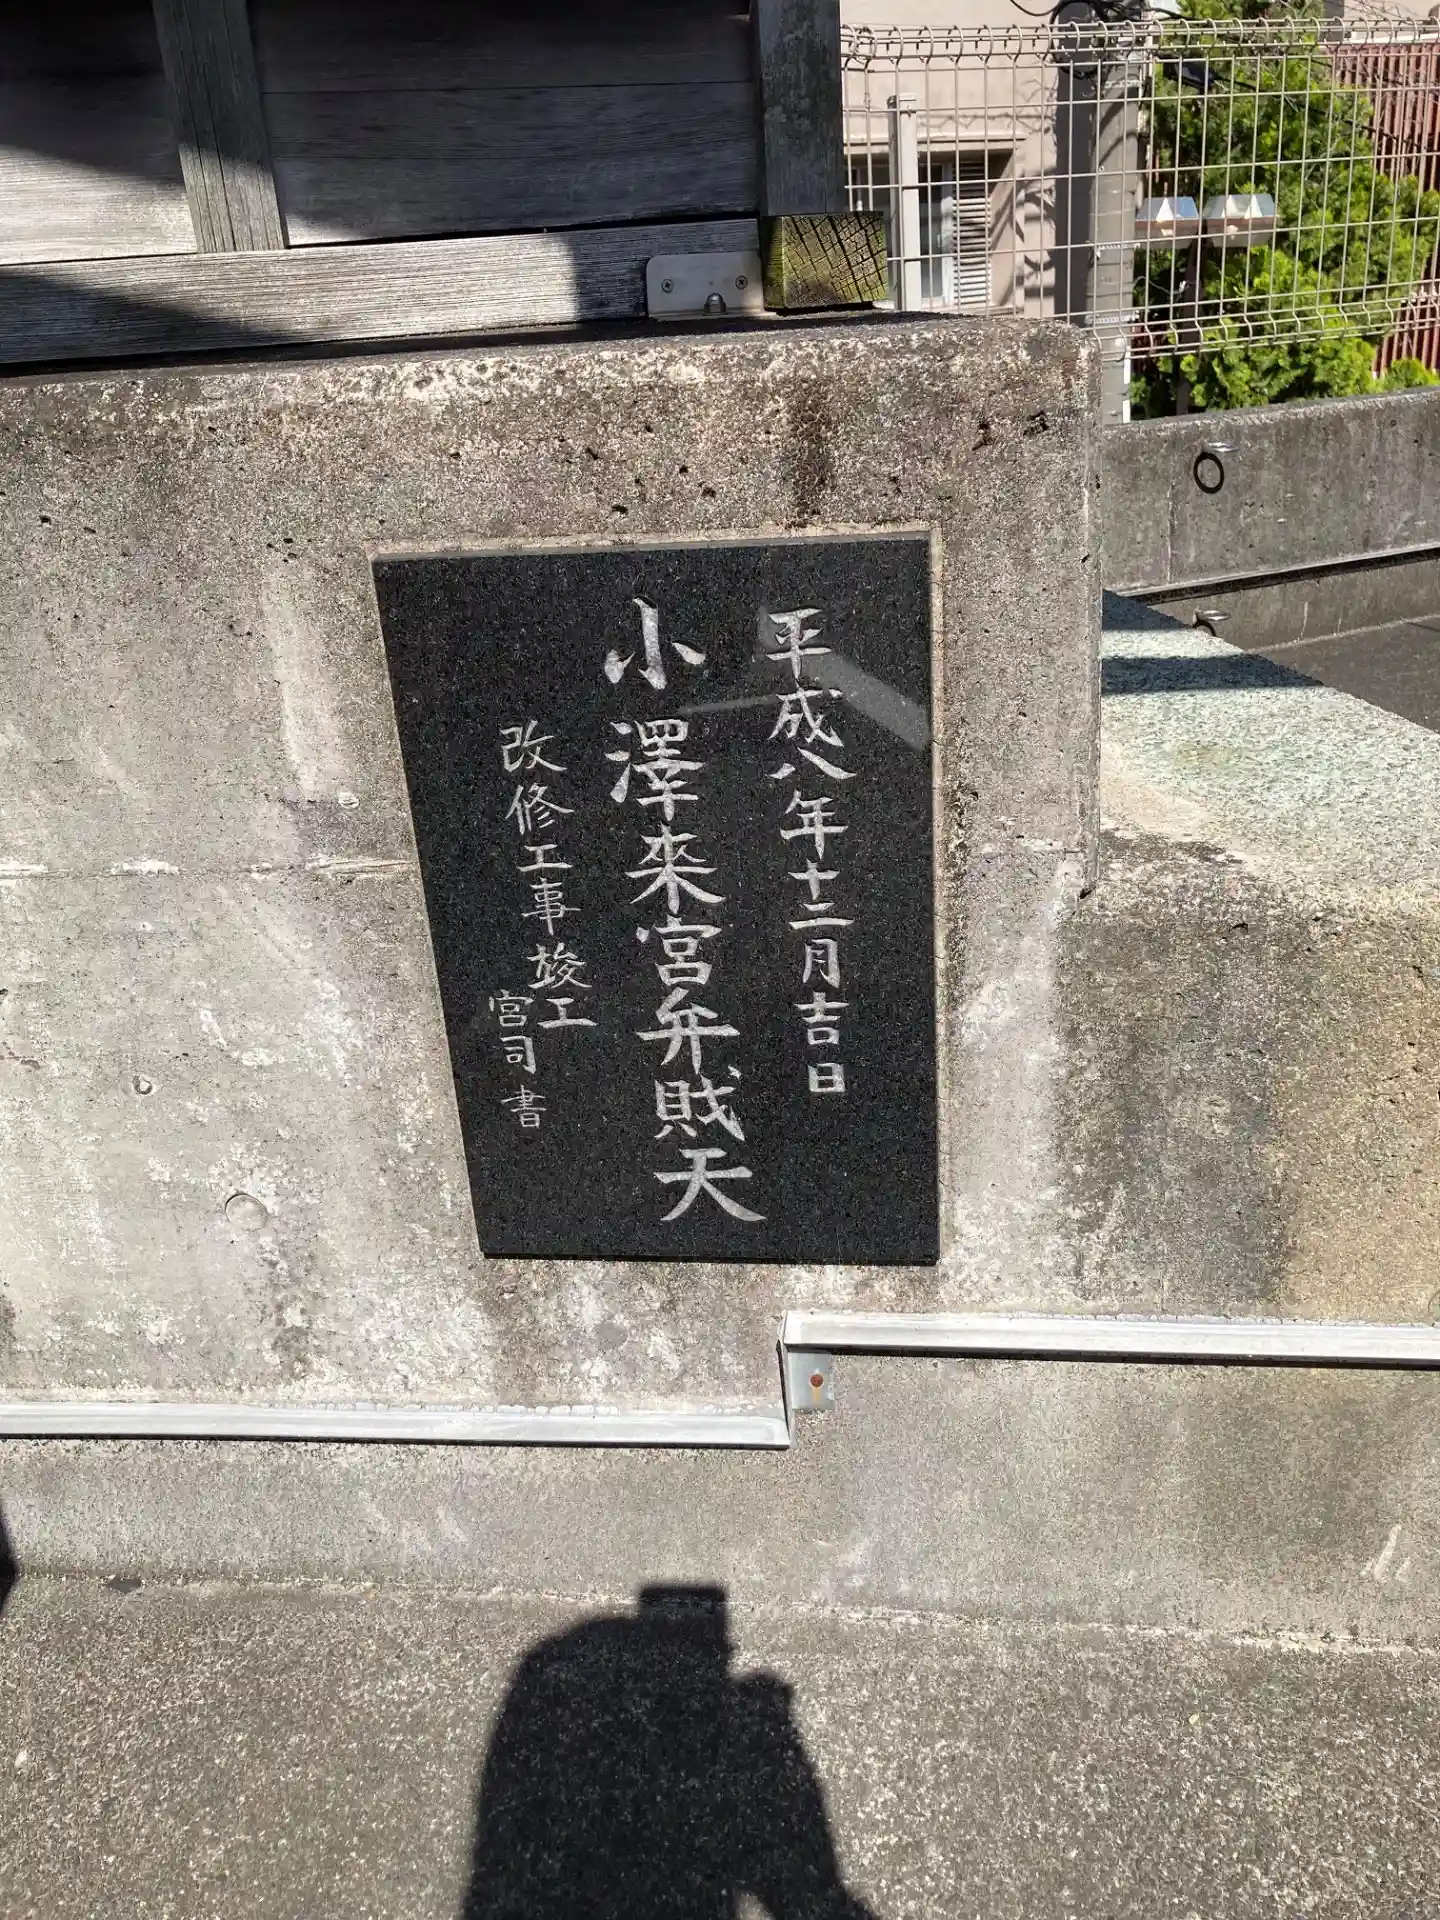 平成八年十二月吉日
小澤來宮弁財天
改修工事竣工
宮司書